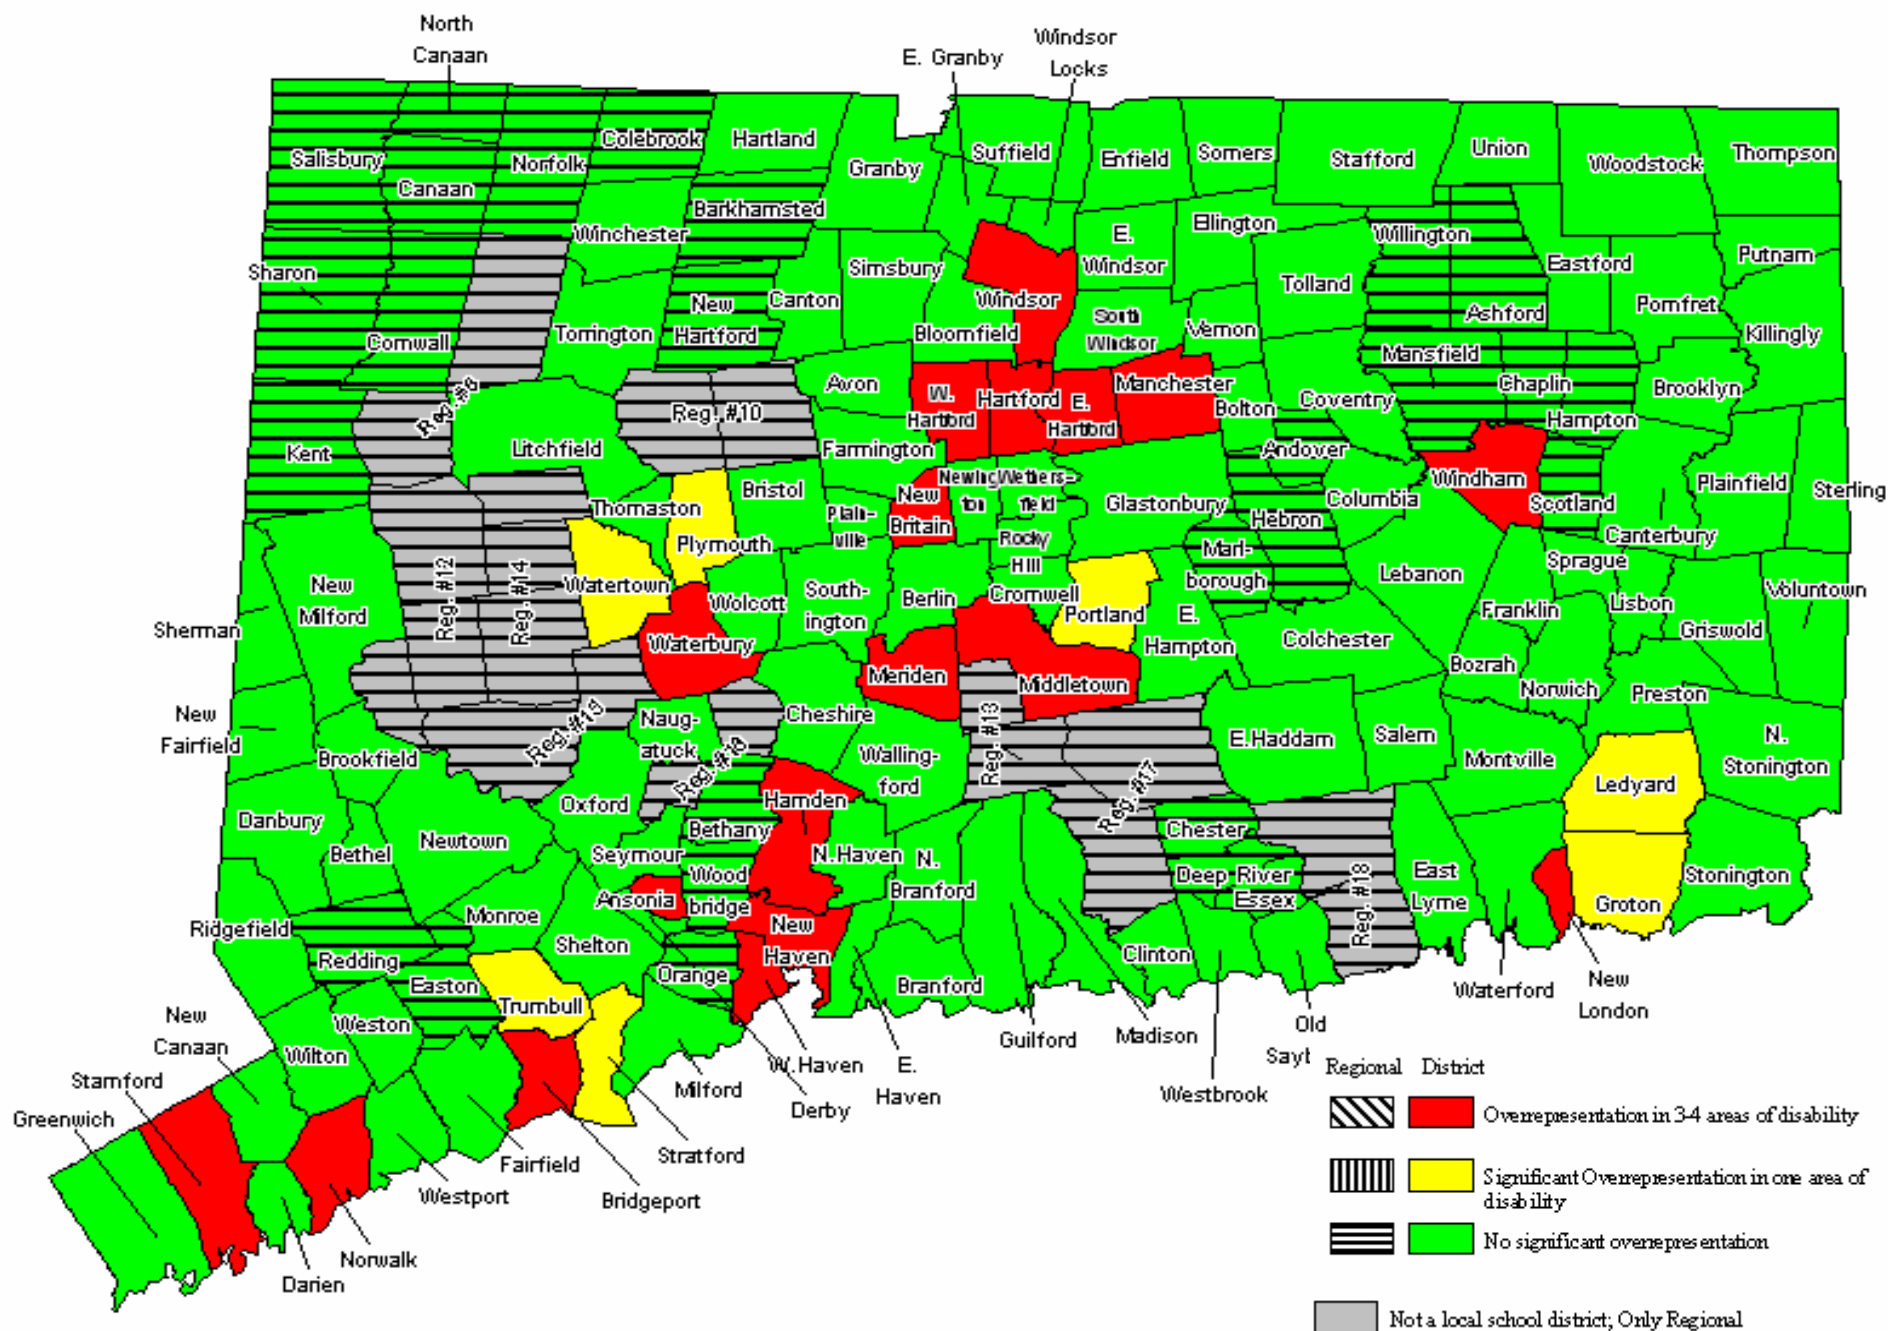 North
Canaan
E. Granby
Windsor
Locks
Salisbury
Canaan
Norfolk
Colebrook
Hartland
Granby
Suffield
Enfield
Somers
Stafford
Union
Woodstock
Thompson
Winchester
Barkhamsted
Simsbury
E.
Windsor
Ellington
Willington
Eastford
Putnam
Sharon
Cornwall
Torrington
New
Hartford
Canton
Bloomfield
Windsor
South
Windsor
Vernon
Tolland
Ashford
Pomfret
Killingly
Reg. #6
Reg. #10
Avon
W.
Hartford
Hartford
E.
Hartford
Manchester
Bolton
Coventry
Mansfield
Chaplin
Hampton
Brooklyn
Kent
Litchfield
Farmington
Andover
Windham
Scotland
Plainfield
Sterling
Thomaston
Plymouth
Bristol
Plain-
ville
New
Britain
Newing
ton
Wethers-
field
Rocky
Hill
Glastonbury
Hebron
Columbia
Canterbury
New
Milford
Reg. #12
Reg. #14
Watertown
Waterbury
Wolcott
South-
ington
Berlin
Cromwell
Portland
Marl-
borough
E.
Hampton
Lebanon
Sprague
Franklin
Lisbon
Voluntown
Griswold
Sherman
Colchester
Bozrah
Norwich
Preston
Meriden
Middletown
New
Fairfield
Brookfield
Reg. #15
Naug-
atuck
Reg. #16
Cheshire
Walling-
ford
Reg. #13
Reg. #17
E.Haddam
Salem
Montville
N.
Stonington
Ledyard
Danbury
Bethel
Newtown
Oxford
Seymour
Bethany
Hamden
N.Haven
N.
Branford
Chester
Deep River
Essex
Reg. #18
East
Lyme
Groton
Stonington
Ridgefield
Redding
Monroe
Ansonia
Wood
bridge
New
Haven
Shelton
Orange
Easton
Trumbull
Branford
Clinton
Waterford
New
London
New
Canaan
Weston
Wilton
Milford
W.Haven
Derby
E.
Haven
Guilford
Madison
Westbrook
Old
Sayb
Stamford
Greenwich
Darien
Norwalk
Westport
Fairfield
Bridgeport
Stratford
Regional District
Overrepresentation in 3-4 areas of disability
Significant Overrepresentation in one area of
disability
No significant overrepresentation
Not a local school district; Only Regional